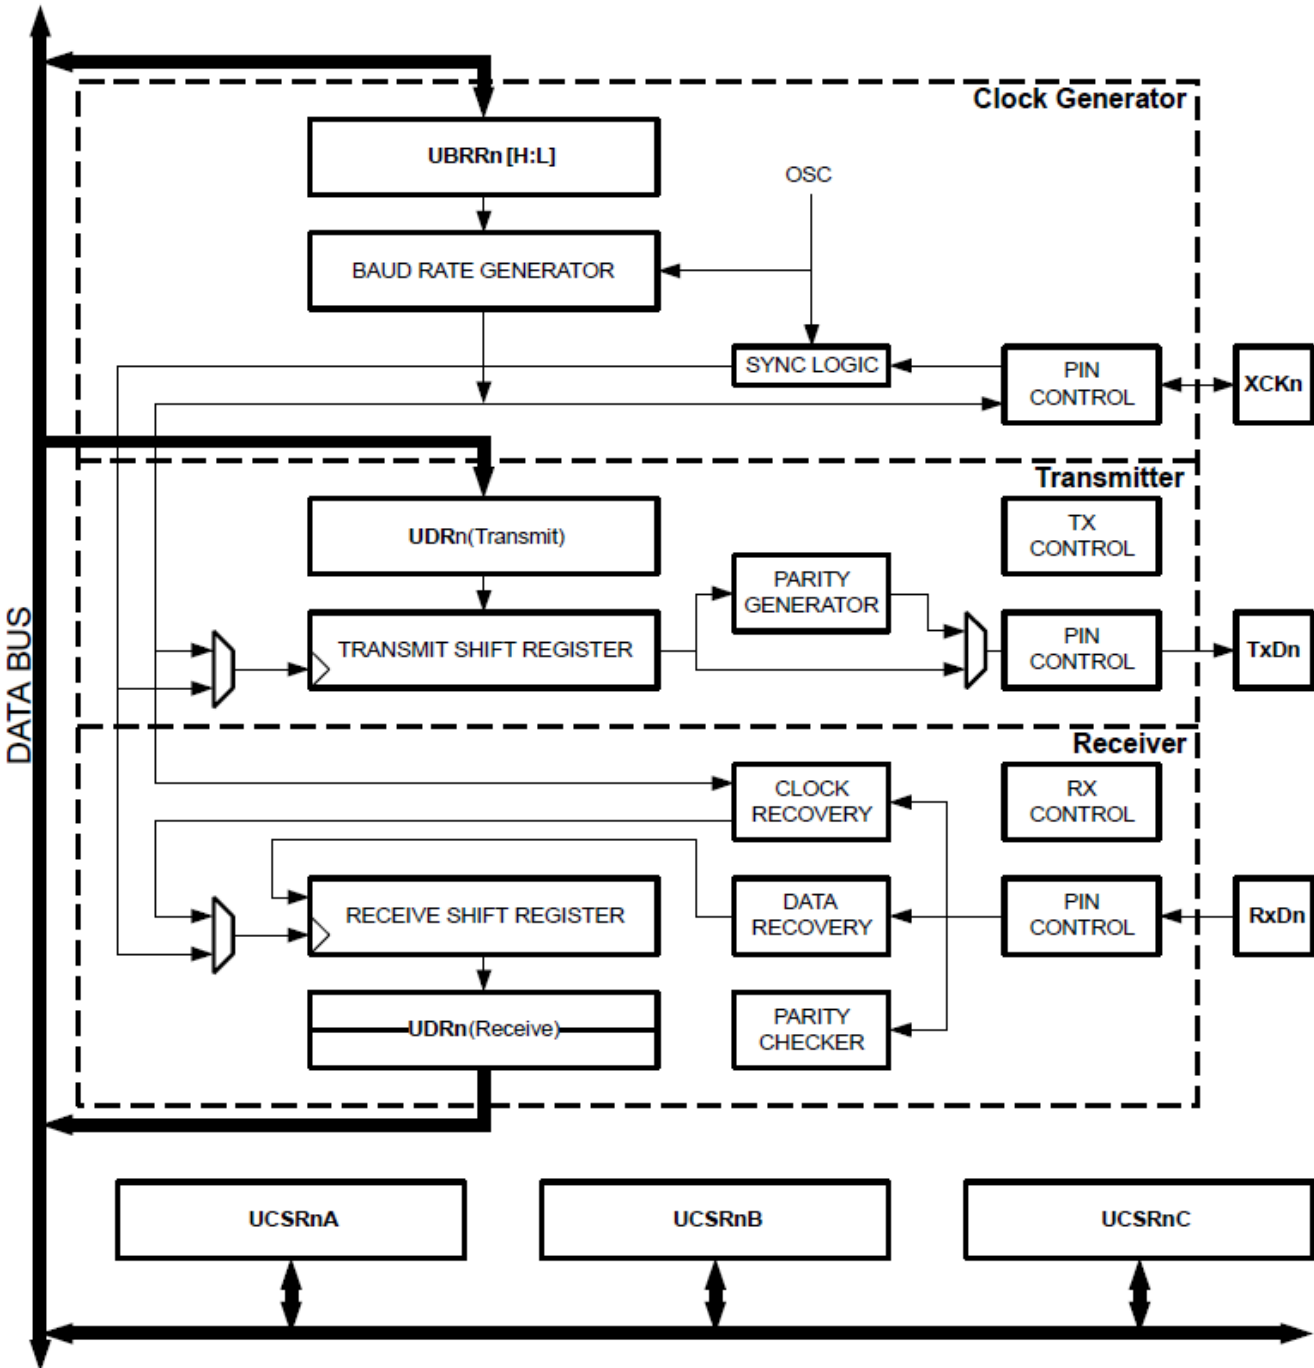 Clock Generator
UBRRn [H:L]
OSC
BAUD RATE GENERATOR
SYNC LOGIC
PIN
CONTROL
XCKn
Transmitter
UDRn(Transmit)
TX
CONTROL
PARITY
GENERATOR
TRANSMIT SHIFT REGISTER
PIN
CONTROL
TxDn
DATA BUS
Receiver
CLOCK
RECOVERY
RX
CONTROL
RECEIVE SHIFT REGISTER
DATA
RECOVERY
PIN
CONTROL
RxDn
UDRn(Receive)
PARITY
CHECKER
UCSRnA
UCSRnB
UCSRnC